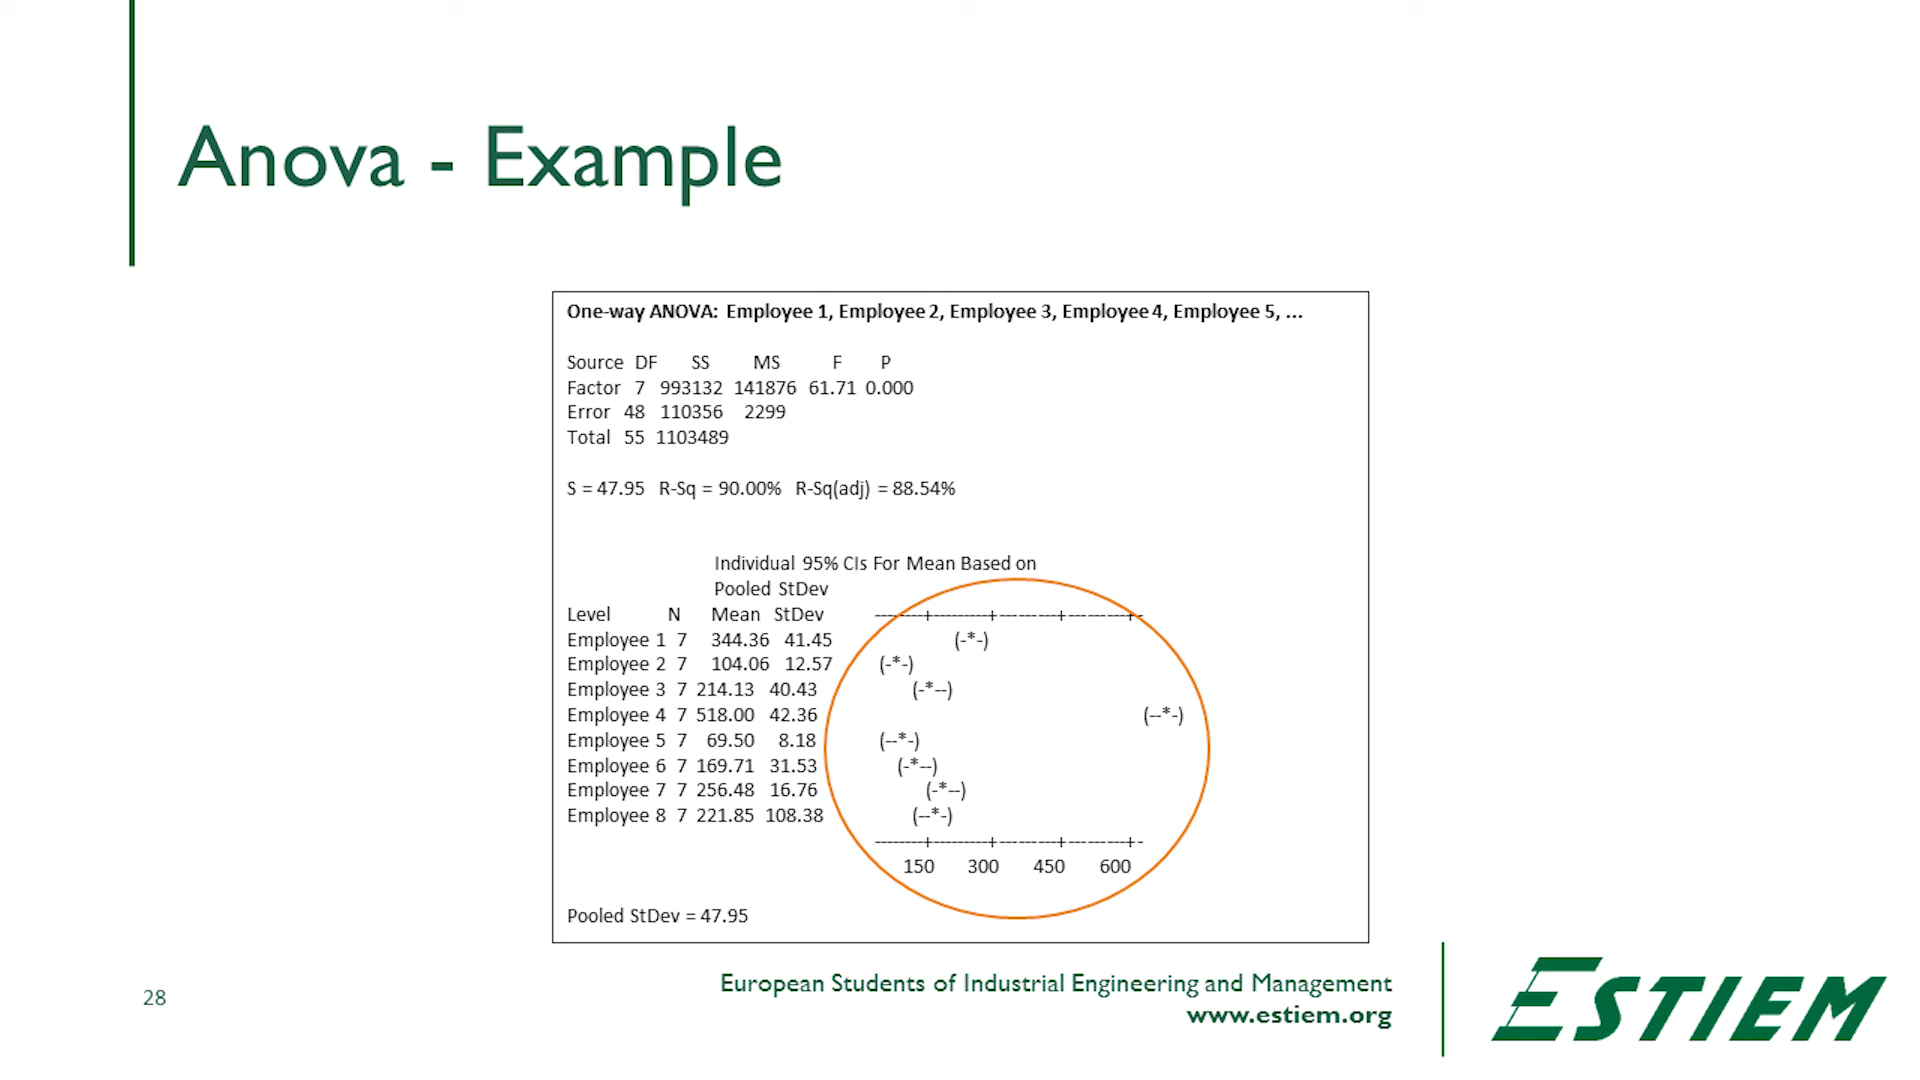 Anova - Example
One-way ANOVA: Employee 1, Employee 2, Employee 3, Employee 4, Employee 5, ...
Source DF SS MS F P
Factor 7 993132 141876 61.71 0.000
Error 48 110356 2299
Total 55 1103489
S = 47.95 R-Sq = 90.00% R-Sq(adj) = 88.54%
Individual 95% CIs For Mean Based on
Pooled StDev
Level N Mean StDev --------+---------+---------+---------+-
Employee 1 7 344.36 41.45 (-*-)
Employee 2 7 104.06 12.57 (-*-)
Employee 3 7 214.13 40.43 (-*--)
Employee 4 7 518.00 42.36 (--*-)
Employee 5 7 69.50 8.18 (--*-)
Employee 6 7 169.71 31.53 (-*--)
Employee 7 7 256.48 16.76 (-*--)
Employee 8 7 221.85 108.38 (--*-)
--------+---------+---------+---------+-
150 300 450 600
Pooled StDev = 47.95
28
European Students of Industrial Engineering and Management
www.estiem.org
ESTIEM